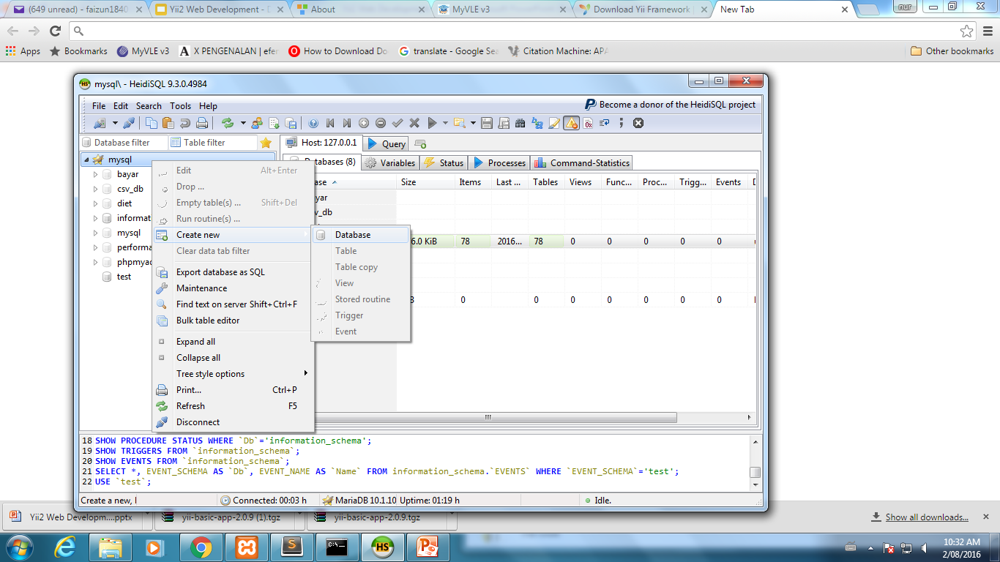 (649 unread) - faizun1840
Yii2 Web Development - D
About
MyVLE v3
Download Yii Framework
New Tab
nur
Apps
Bookmarks
MyVLE v3
X PENGENALAN | efer
How to Download Do
translate - Google Sea
Citation Machine: APA
Other bookmarks
mysql\ - HeidiSQL 9.3.0.4984
File Edit Search Tools Help
Become a donor of the HeidiSQL project
Database filter
Table filter
Host: 127.0.0.1
Query
mysql
bayar
csv_db
diet
informat
mysql
performa
phpmyac
test
Databases (8)
Variables
Status
Processes
Command-Statistics
Size Items Last ... Tables Views Func... Proc... Trigg... Events
6.0 KiB 78 2016... 78 0 0 0 0 0
0 0 0 0 0 0 0
Edit Alt+Enter
Drop ...
Empty table(s) ... Shift+Del
Run routine(s) ...
Create new
Clear data tab filter
Export database as SQL
Maintenance
Find text on server Shift+Ctrl+F
Bulk table editor
Expand all
Collapse all
Tree style options
Print... Ctrl+P
Refresh F5
Disconnect
Database
Table
Table copy
View
Stored routine
Trigger
Event
18 SHOW PROCEDURE STATUS WHERE `Db`='information_schema';
19 SHOW TRIGGERS FROM `information_schema`;
20 SHOW EVENTS FROM `information_schema`;
21 SELECT *, EVENT_SCHEMA AS `Db`, EVENT_NAME AS `Name` FROM information_schema.`EVENTS` WHERE `EVENT_SCHEMA`='test';
22 USE `test`;
Create a new, l
Connected: 00:03 h
MariaDB 10.1.10
Uptime: 01:19 h
Idle.
Yii2 Web Development....pptx
yii-basic-app-2.0.9 (1).tgz
yii-basic-app-2.0.9.tgz
Show all downloads...
10:32 AM
2/08/2016